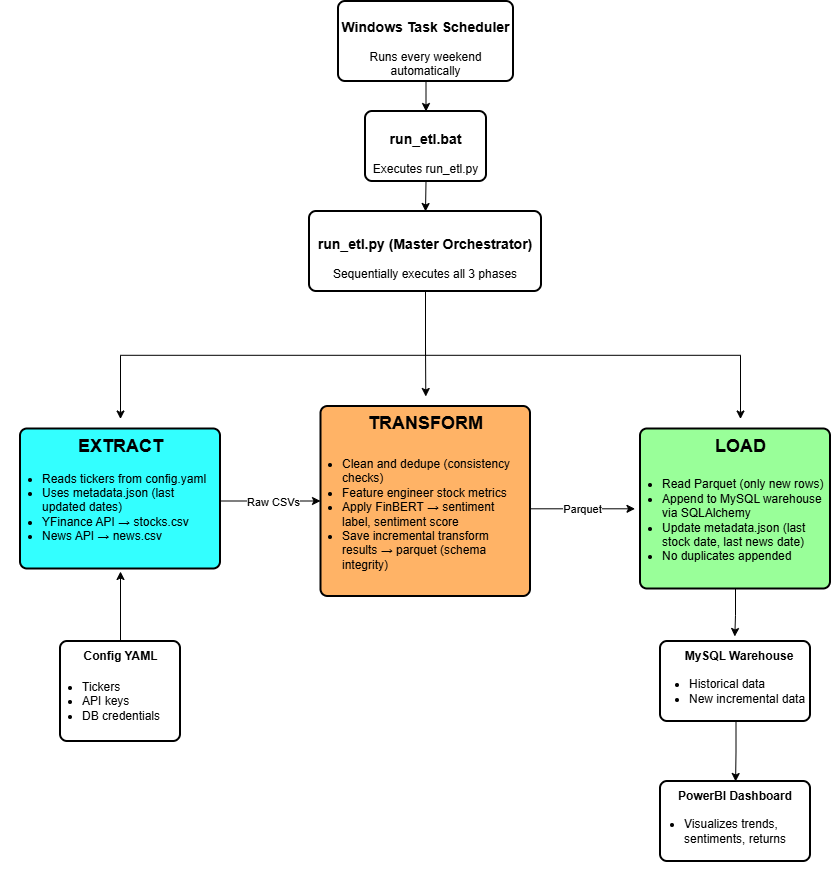 Windows Task Scheduler
Runs every weekend
automatically
run_etl.bat
Executes run_etl.py
run_etl.py (Master Orchestrator)
Sequentially executes all 3 phases
EXTRACT
• Reads tickers from config.yaml
• Uses metadata.json (last
updated dates)
• YFinance API → stocks.csv
• News API → news.csv
Raw CSVs
TRANSFORM
• Clean and dedupe (consistency
checks)
• Feature engineer stock metrics
• Apply FinBERT → sentiment
label, sentiment score
• Save incremental transform
results → parquet (schema
integrity)
Parquet
LOAD
• Read Parquet (only new rows)
• Append to MySQL warehouse
via SQLAlchemy
• Update metadata.json (last
stock date, last news date)
• No duplicates appended
Config YAML
• Tickers
• API keys
• DB credentials
MySQL Warehouse
• Historical data
• New incremental data
PowerBI Dashboard
• Visualizes trends,
sentiments, returns